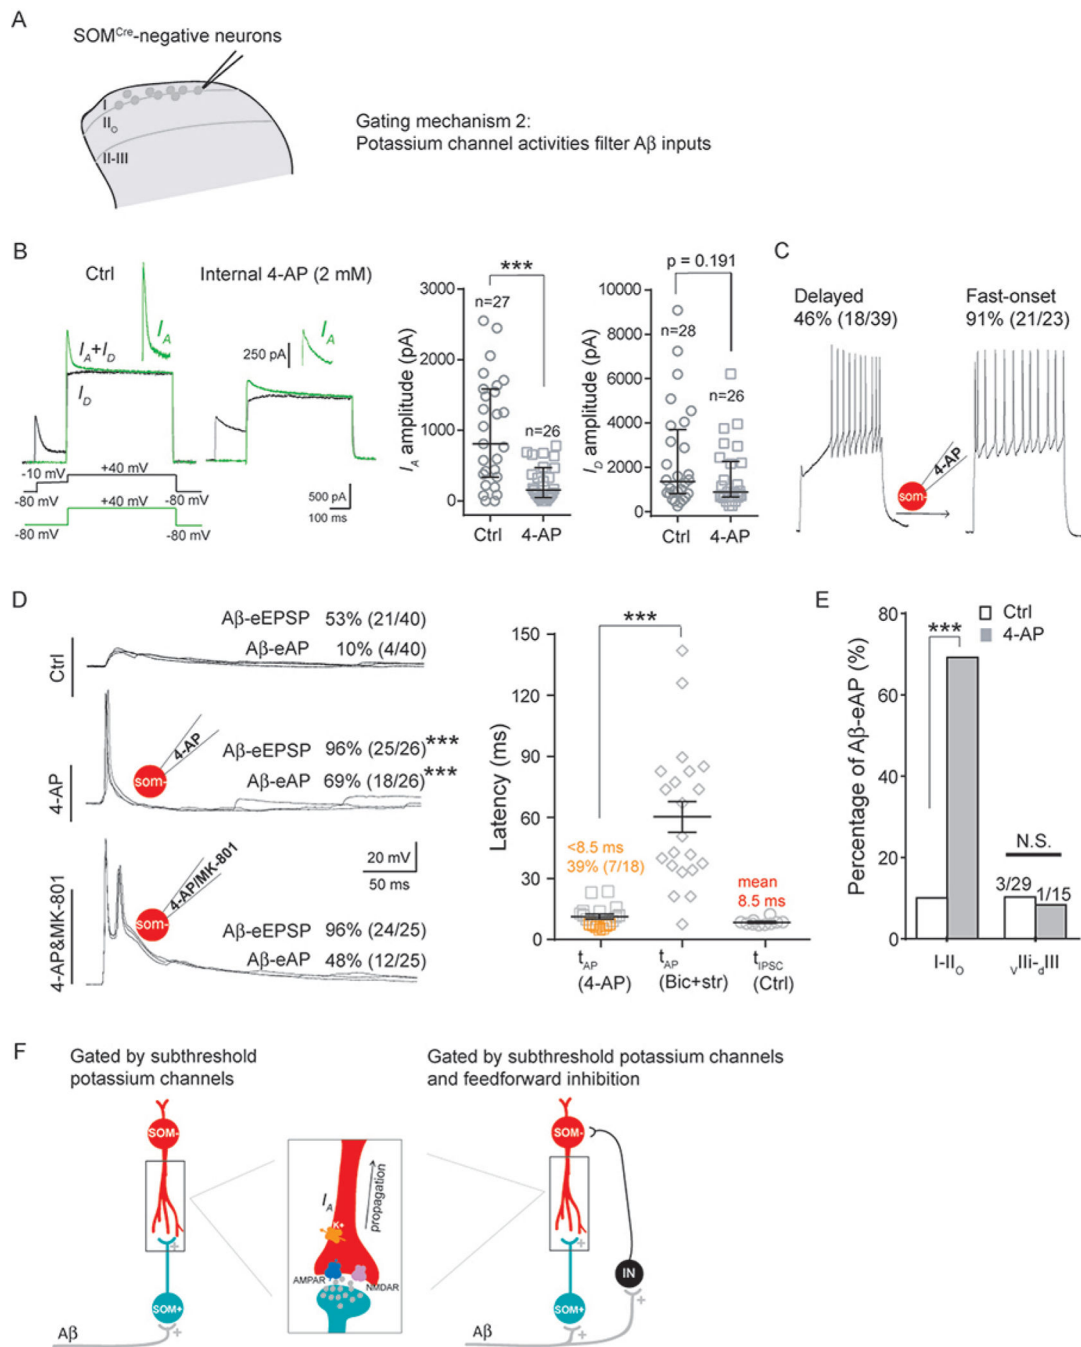 A
SOMCre-negative neurons
I
IIO
II-III
Gating mechanism 2:
Potassium channel activities filter Aβ inputs
B
Ctrl
Internal 4-AP (2 mM)
IA
IA+ID
ID
250 pA
IA
-10 mV
+40 mV
-80 mV
-80 mV
+40 mV
-80 mV
-80 mV
500 pA
100 ms
IA amplitude (pA)
3000
2000
1000
0
***
n=27
n=26
Ctrl
4-AP
ID amplitude (pA)
10000
8000
6000
4000
2000
0
p = 0.191
n=28
n=26
Ctrl
4-AP
C
Delayed
46% (18/39)
Fast-onset
91% (21/23)
4-AP
som-
D
Ctrl
Aβ-eEPSP 53% (21/40)
Aβ-eAP 10% (4/40)
4-AP
4-AP
som-
Aβ-eEPSP 96% (25/26)***
Aβ-eAP 69% (18/26)***
20 mV
50 ms
4-AP&MK-801
4-AP/MK-801
som-
Aβ-eEPSP 96% (24/25)
Aβ-eAP 48% (12/25)
Latency (ms)
150
120
90
60
30
0
***
<8.5 ms
39% (7/18)
mean
8.5 ms
tAP
(4-AP)
tAP
(Bic+str)
tIPSC
(Ctrl)
E
Percentage of Aβ-eAP (%)
80
60
40
20
0
Ctrl
4-AP
***
N.S.
3/29
1/15
I-IIO
vIIi-dIII
F
Gated by subthreshold
potassium channels
Gated by subthreshold potassium channels
and feedforward inhibition
SOM-
+
SOM+
+
Aβ
IA
K+
propagation
AMPAR
NMDAR
SOM-
+
SOM+
+
IN
+
Aβ